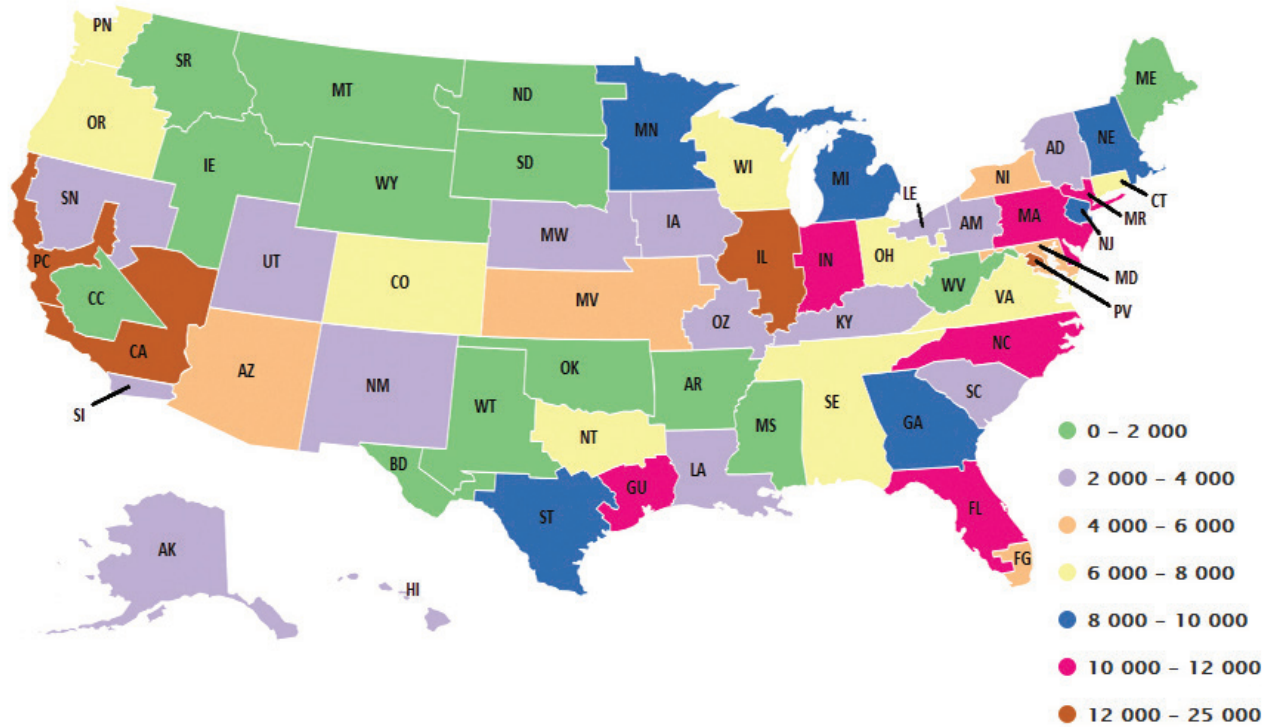 PN
SR
MT
ND
ME
OR
MN
AD
NE
IE
SD
WI
NI
WY
MI
LE
CT
SN
MW
IA
AM
MA
MR
NJ
PC
UT
CO
IL
IN
OH
MD
CC
MV
WV
VA
PV
OZ
KY
CA
AZ
NM
OK
AR
NC
SI
WT
MS
SE
GA
SC
NT
BD
LA
GU
ST
FL
AK
FG
HI
0 – 2 000
2 000 – 4 000
4 000 – 6 000
6 000 – 8 000
8 000 – 10 000
10 000 – 12 000
12 000 – 25 000